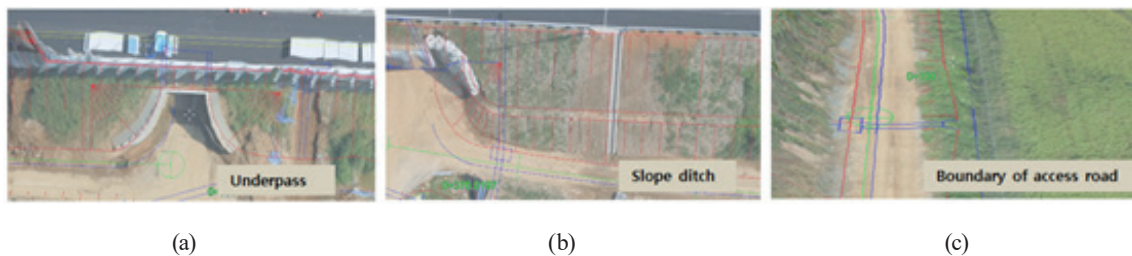 Underpass
Slope ditch
Boundary of access road
(a)
(b)
(c)